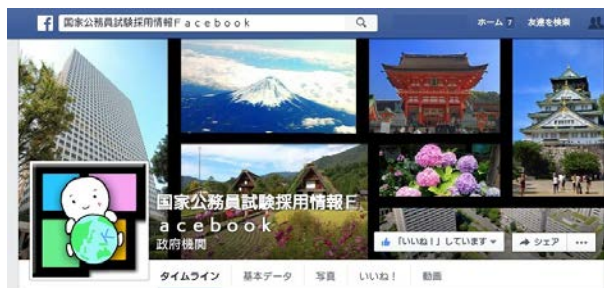 国家公務員試験採用情報Ｆａｃｅｂｏｏｋ
ホーム 7 友達を検索
国家公務員試験採用情報Ｆ
ａｃｅｂｏｏｋ
政府機関
「いいね！」しています
シェア
タイムライン 基本データ 写真 いいね！ 動画